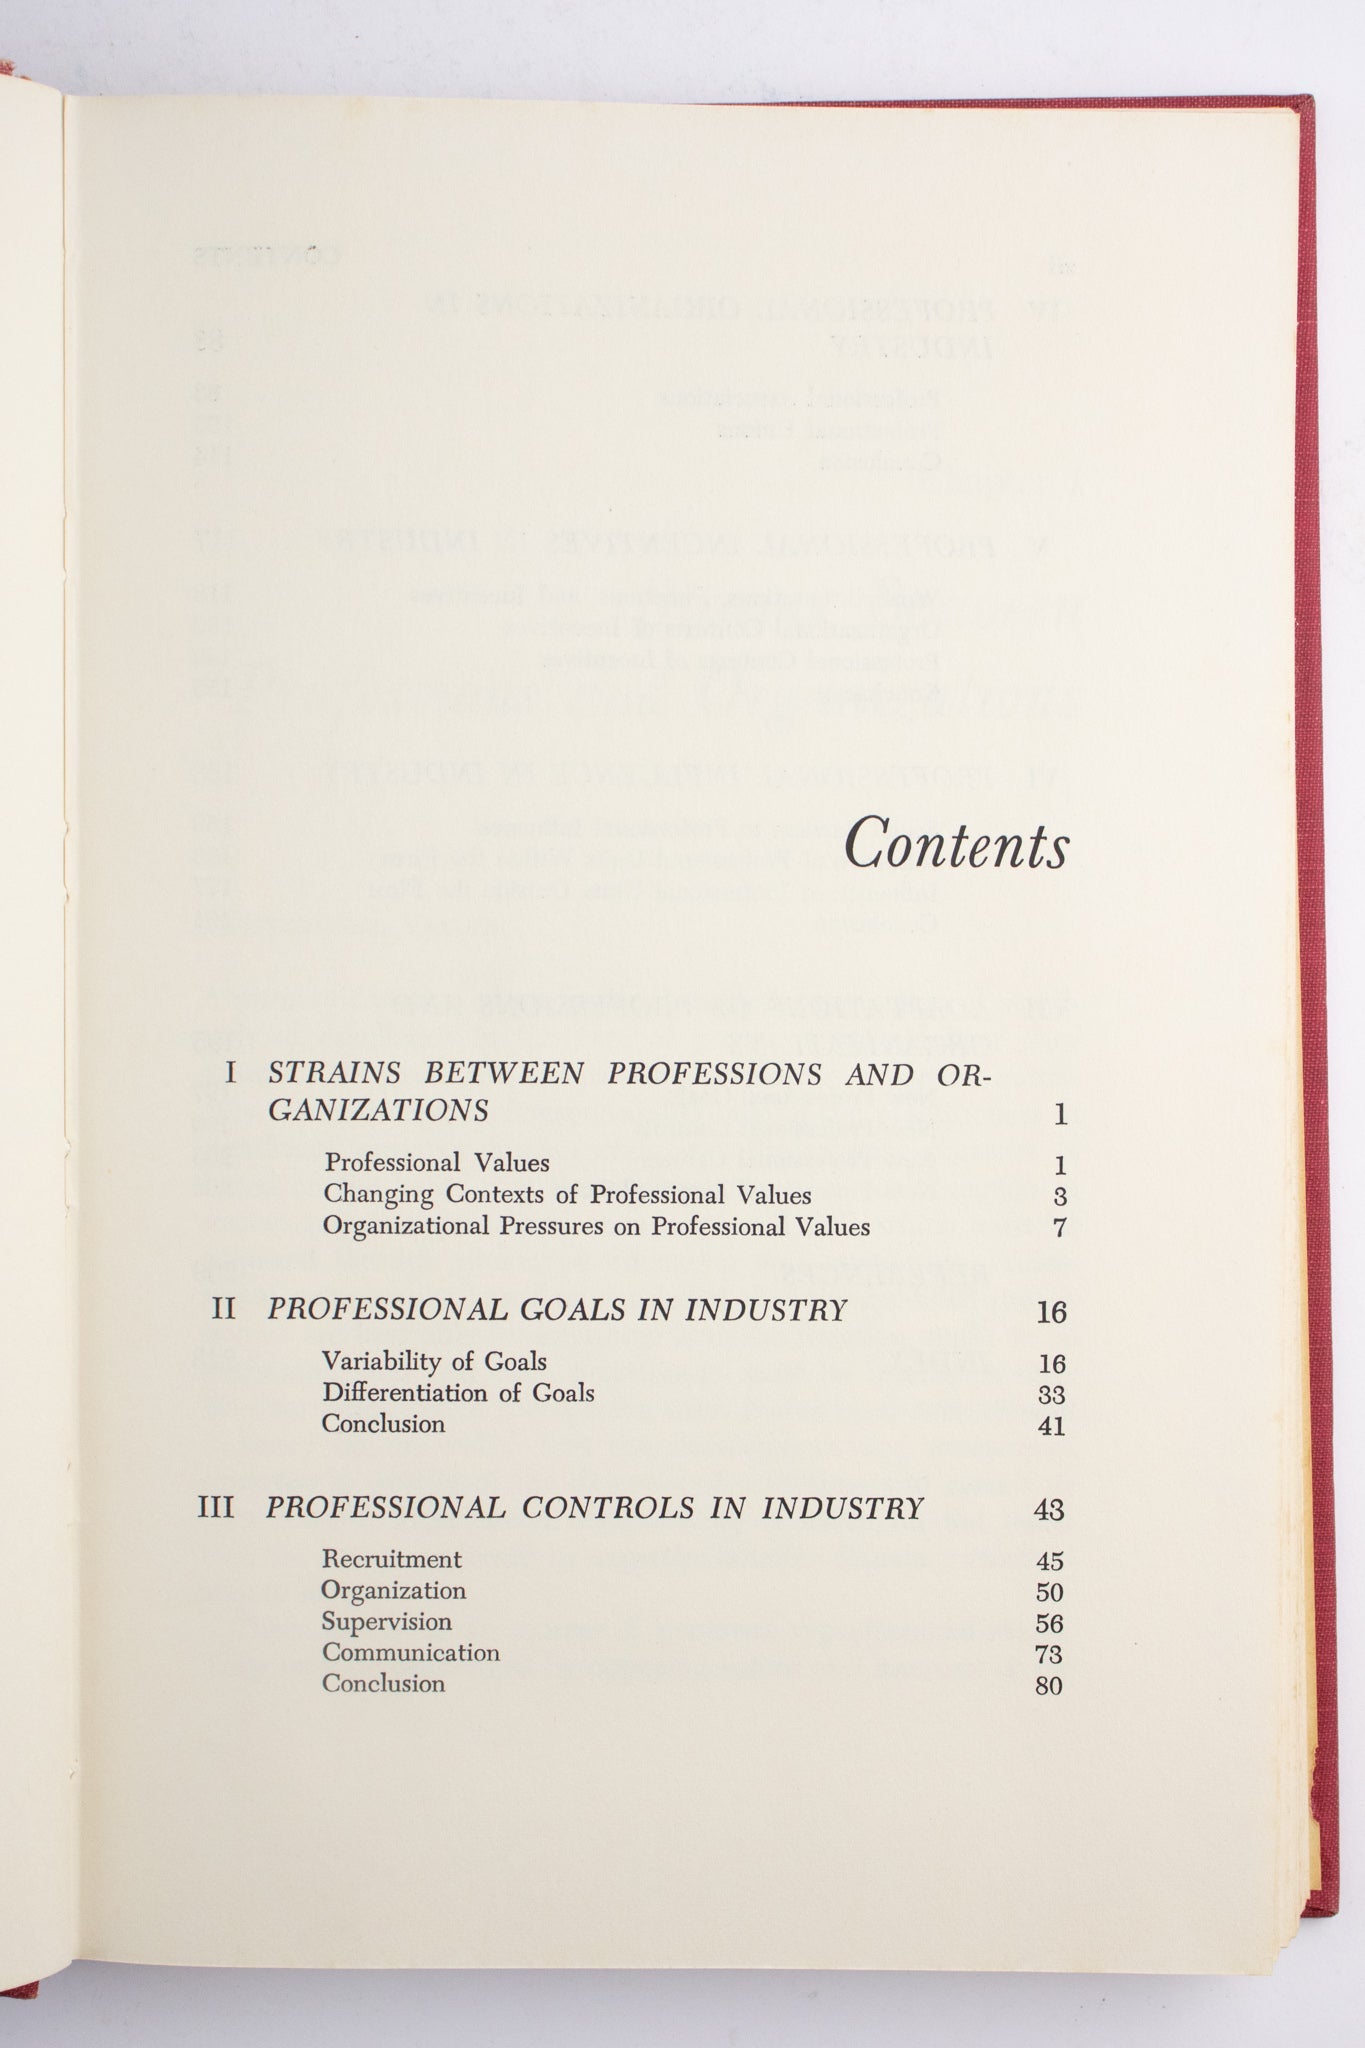 Contents
I STRAINS BETWEEN PROFESSIONS AND OR-
GANIZATIONS 1
Professional Values 1
Changing Contexts of Professional Values 3
Organizational Pressures on Professional Values 7
II PROFESSIONAL GOALS IN INDUSTRY 16
Variability of Goals 16
Differentiation of Goals 33
Conclusion 41
III PROFESSIONAL CONTROLS IN INDUSTRY 43
Recruitment 45
Organization 50
Supervision 56
Communication 73
Conclusion 80